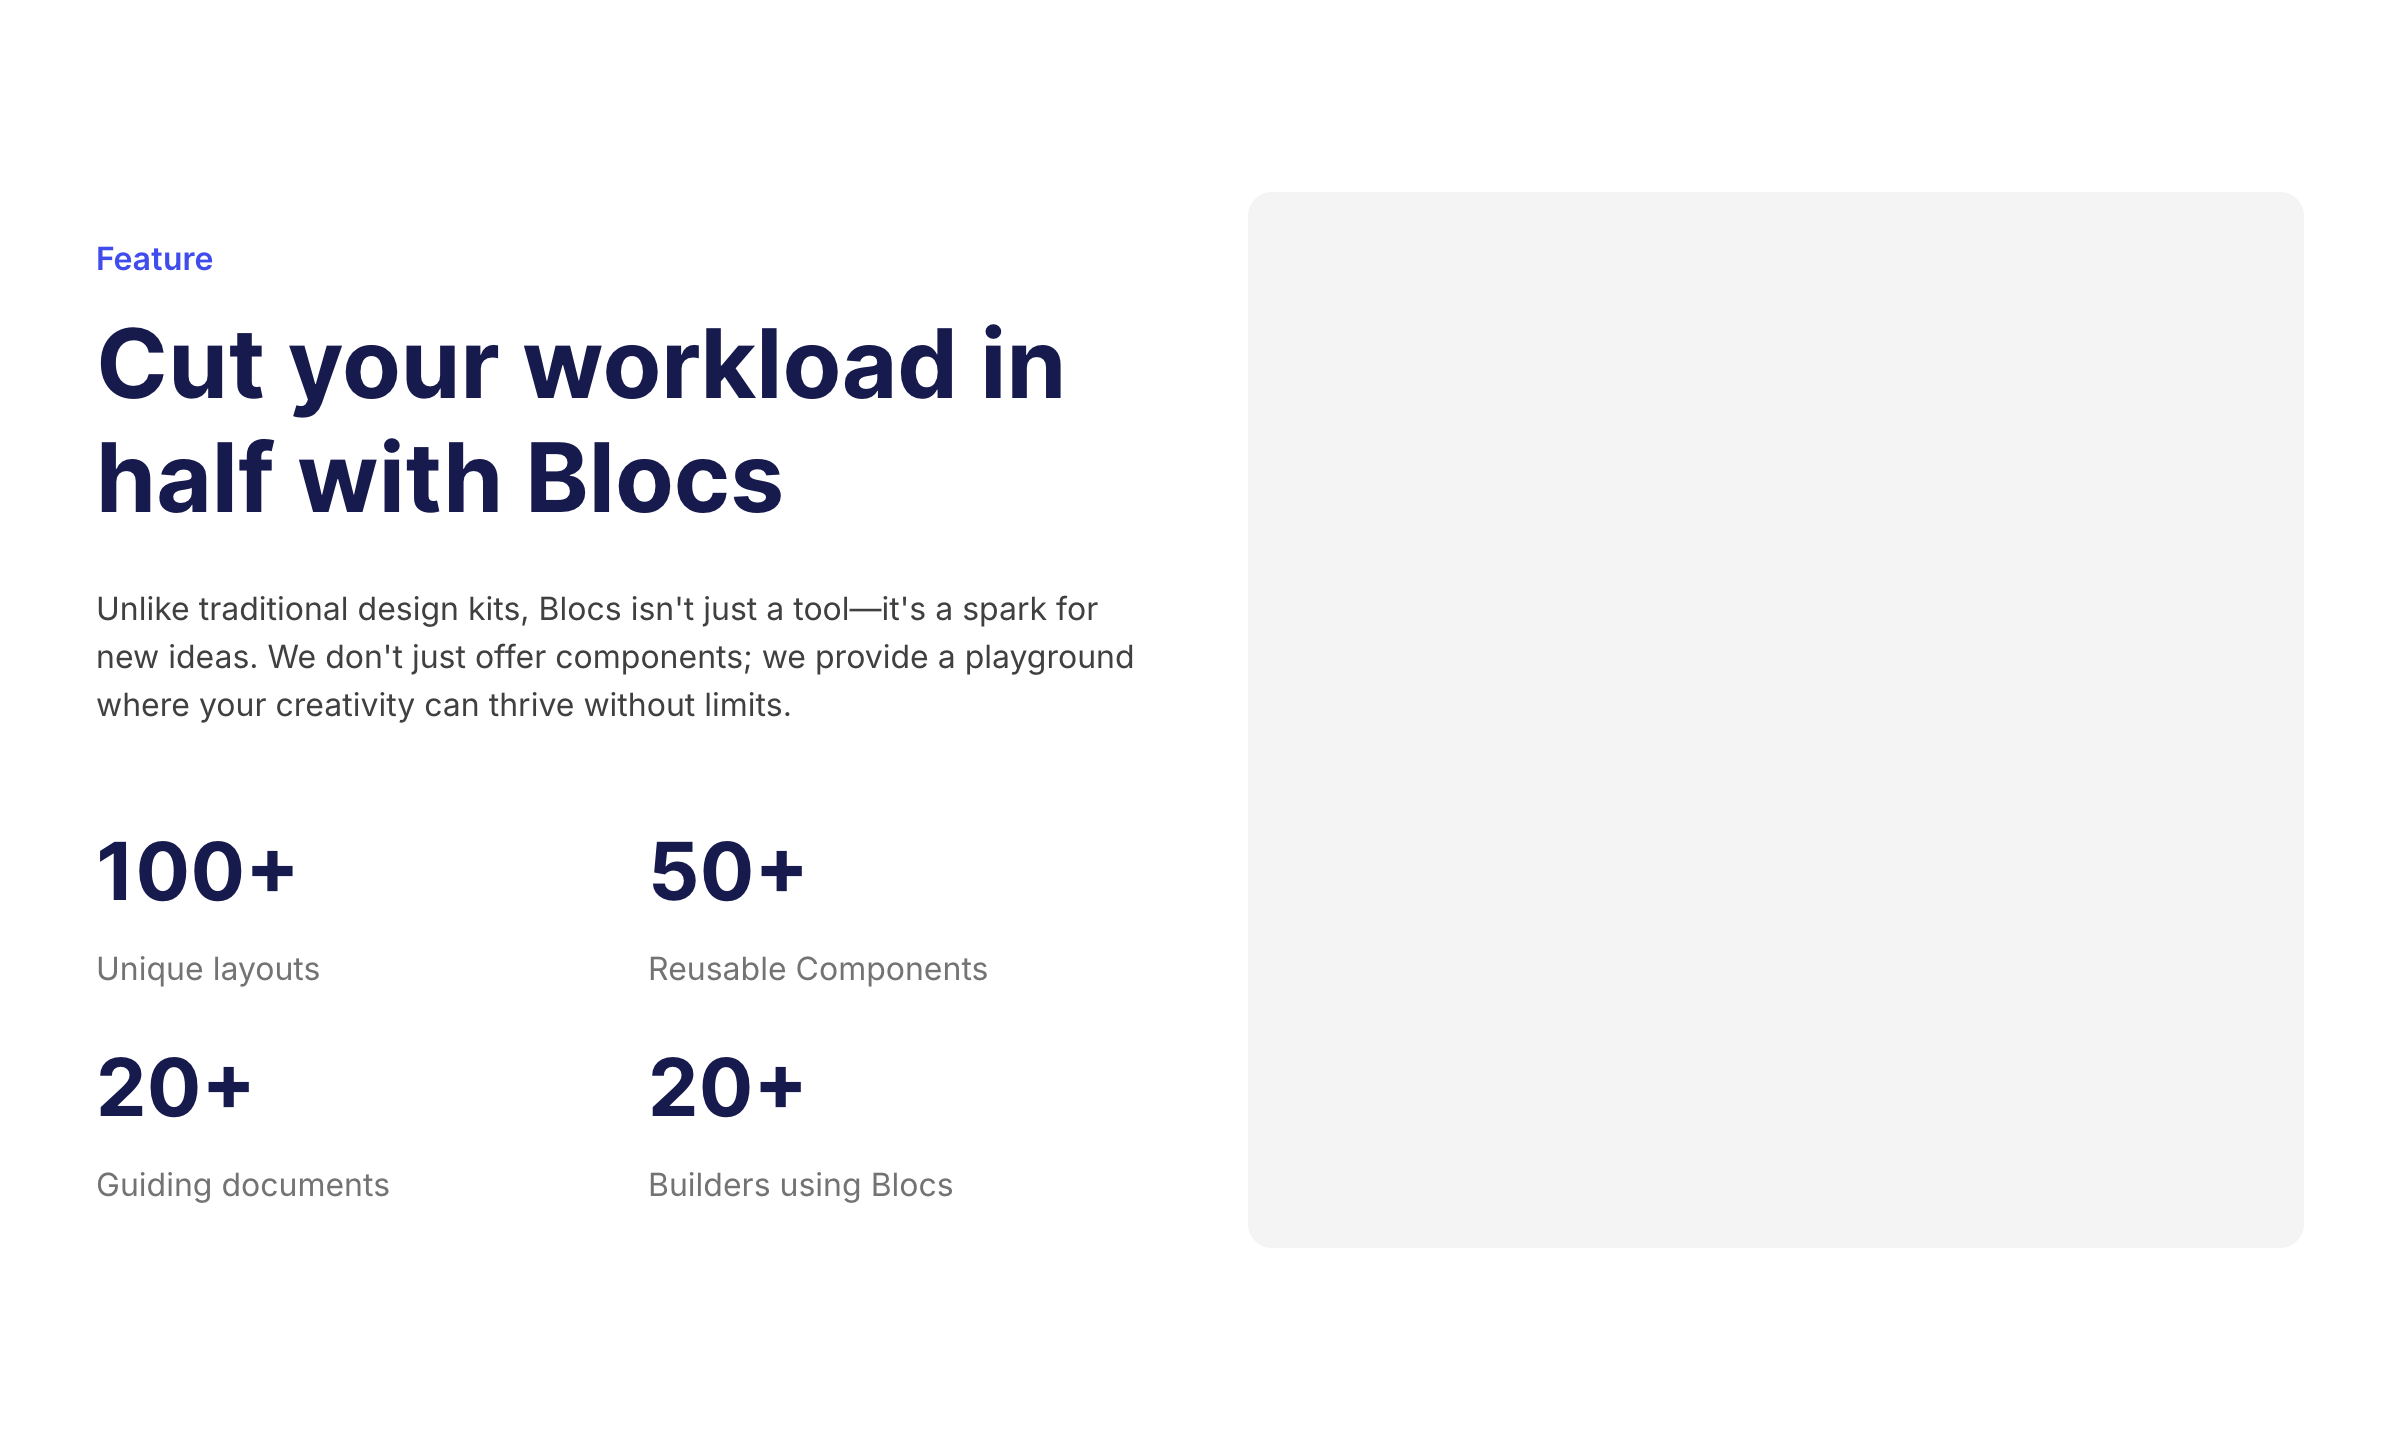 Feature
Cut your workload in
half with Blocs
Unlike traditional design kits, Blocs isn't just a tool—it's a spark for
new ideas. We don't just offer components; we provide a playground
where your creativity can thrive without limits.
100+
50+
Unique layouts
Reusable Components
20+
20+
Guiding documents
Builders using Blocs